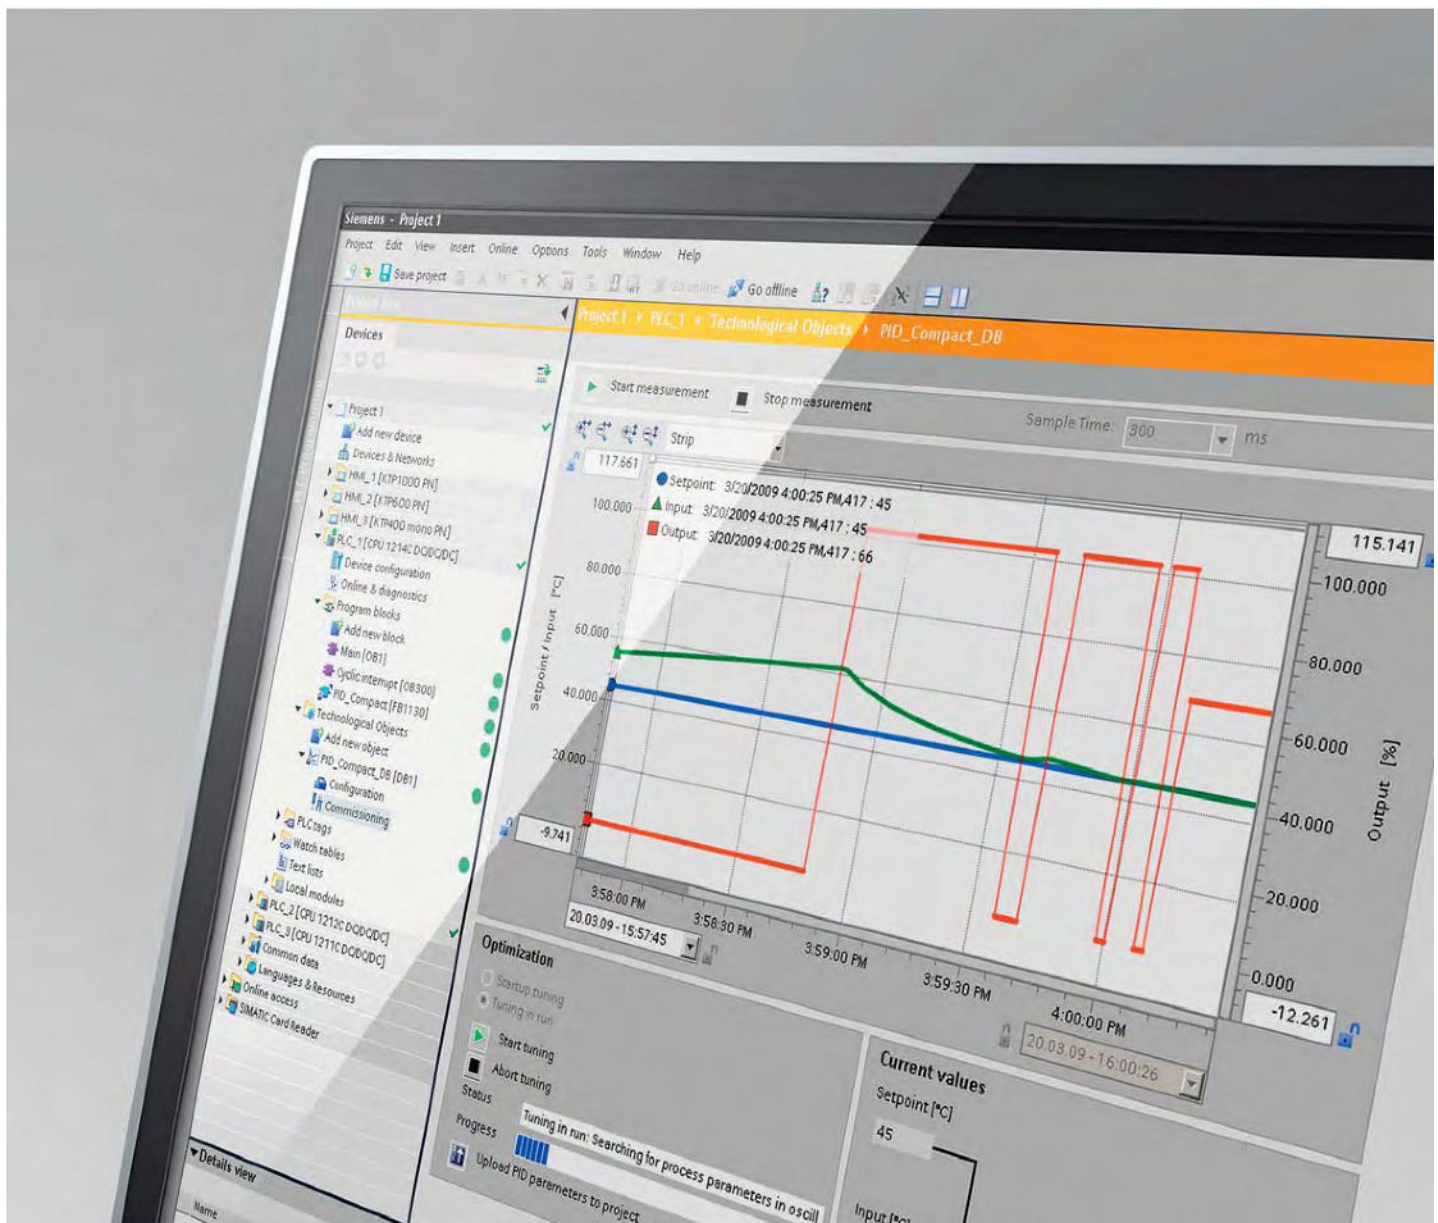 Siemens - Project 1
Project Edit View Insert Online Options Tools Window Help
Save project Go online Go offline
Project 1 PLC_1 Technological Objects PID_Compact_DB
Devices
Project 1
Add new device
Devices & Networks
HMI_1 [KTP1000 PN]
HMI_2 [KTP600 PN]
HMI_3 [KTP400 mono PN]
PLC_1 [CPU 1214C DC/DC/DC]
Device configuration
Online & diagnostics
Program blocks
Add new block
Main [OB1]
Cyclic interrupt [OB300]
PID_Compact [FB1130]
Technological Objects
Add new object
PID_Compact_DB [DB1]
Configuration
Commissioning
PLC tags
Watch tables
Text lists
Local modules
PLC_2 [CPU 1212C DC/DC/DC]
PLC_3 [CPU 1211C DC/DC/DC]
Common data
Languages & Resources
Online access
SIMATIC Card Reader
Details view
Name
Start measurement Stop measurement Sample Time: 300 ms
Strip
117.661
Setpoint: 3/20/2009 4:00:25 PM,417 : 45
Input: 3/20/2009 4:00:25 PM,417 : 45
Output: 3/20/2009 4:00:25 PM,417 : 66
100.000
80.000
60.000
40.000
20.000
-9.741
Setpoint / Input [°C]
115.141
100.000
80.000
60.000
40.000
20.000
0.000
-12.261
Output [%]
3:58:00 PM 3:58:30 PM 3:59:00 PM 3:59:30 PM 4:00:00 PM
20.03.09 - 15:57:45
20.03.09 - 16:00:26
Optimization
Startup tuning
Tuning in run
Start tuning
Abort tuning
Status Tuning in run: Searching for process parameters in oscill
Progress
Upload PID parameters to project
Current values
Setpoint [°C]
45
Input [°C]